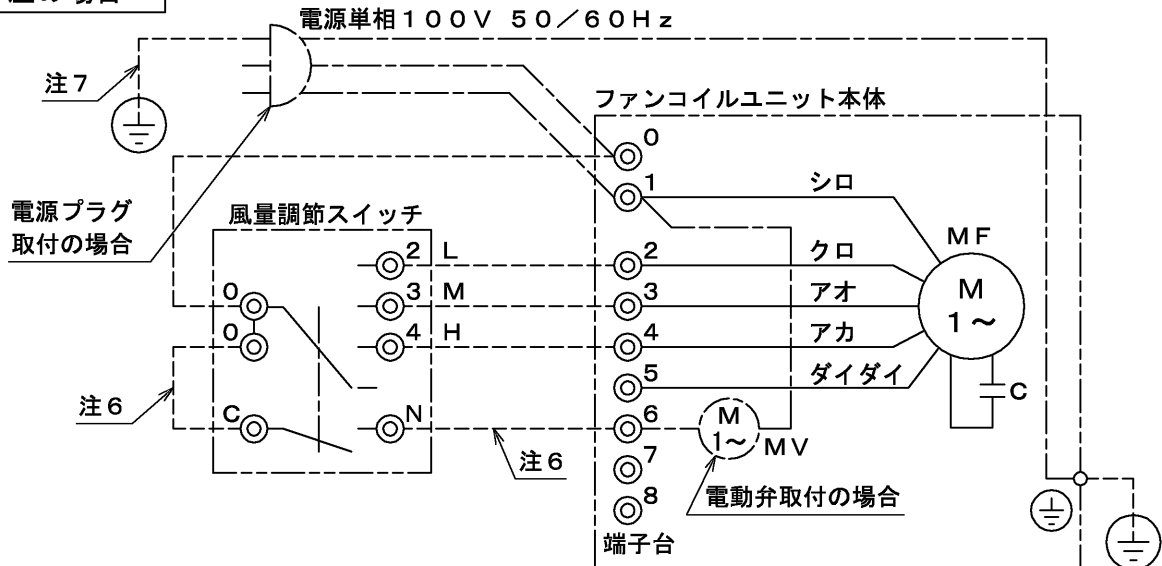 電源単相100V 50/60Hz
注7
ファンコイルユニット本体
0
1
シロ
電源プラグ
取付の場合
風量調節スイッチ
MF
2 L
2
クロ
M
1~
0
3 M
3
アオ
0
4 H
4
アカ
5
ダイダイ
C
注6
C
N
6
M
1~
MV
注6
7
電動弁取付の場合
8
端子台